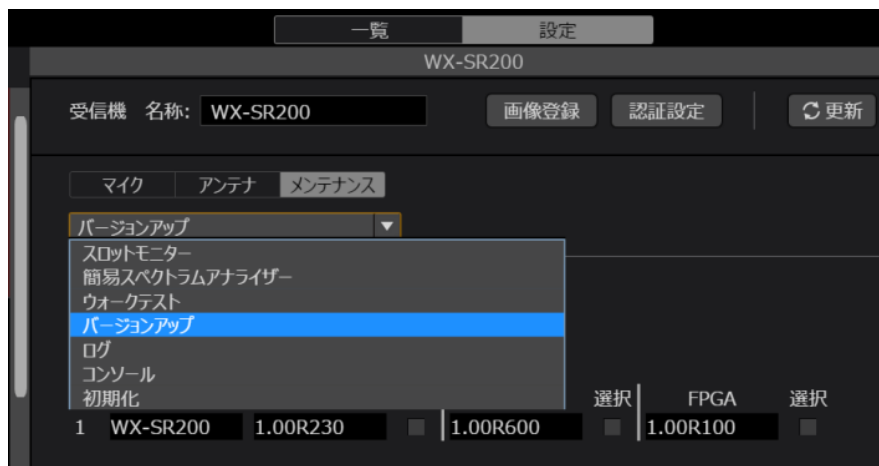 一覧 設定
WX-SR200
受信機 名称: WX-SR200 画像登録 認証設定 更新
マイク アンテナ メンテナンス
バージョンアップ
スロットモニター
簡易スペクトラムアナライザー
ウォークテスト
バージョンアップ
ログ
コンソール
初期化
選択 FPGA 選択
1 WX-SR200 1.00R230 1.00R600 1.00R100